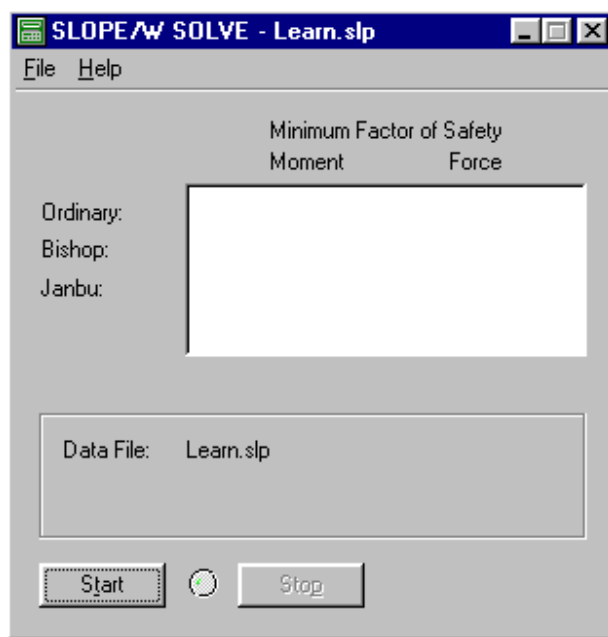 SLOPE/W SOLVE - Learn.slp
File Help
Minimum Factor of Safety
Moment Force
Ordinary:
Bishop:
Janbu:
Data File: Learn.slp
Start Stop